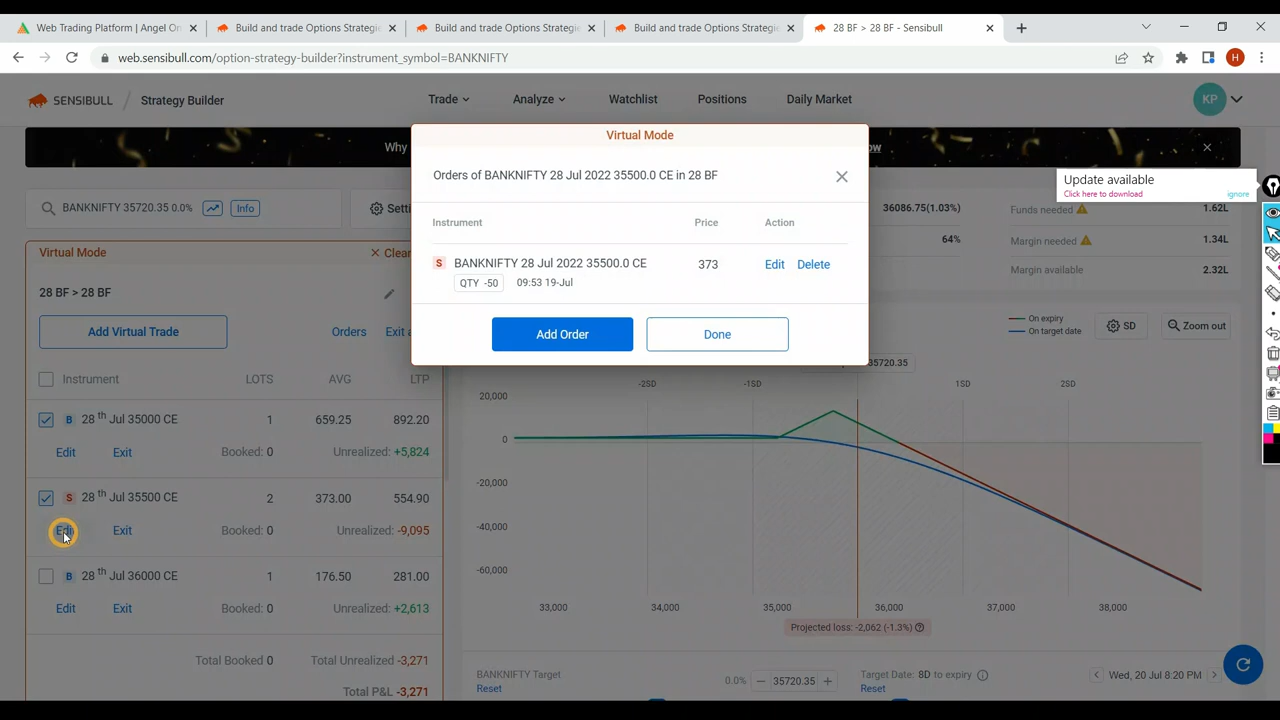 Web Trading Platform | Angel On
Build and trade Options Strategie
Build and trade Options Strategie
Build and trade Options Strategie
28 BF > 28 BF - Sensibull
web.sensibull.com/option-strategy-builder?instrument_symbol=BANKNIFTY
H
SENSIBULL / Strategy Builder
Trade
Analyze
Watchlist
Positions
Daily Market
KP
Why
ow
Virtual Mode
Orders of BANKNIFTY 28 Jul 2022 35500.0 CE in 28 BF
Instrument Price Action
S BANKNIFTY 28 Jul 2022 35500.0 CE 373 Edit Delete
QTY -50 09:53 19-Jul
Add Order
Done
Update available
Click here to download ignore
BANKNIFTY 35720.35 0.0% Info
Setti
36086.75(1.03%)
64%
Funds needed 1.62L
Margin needed 1.34L
Margin available 2.32L
Virtual Mode
Clear
28 BF > 28 BF
Add Virtual Trade Orders Exit a
Instrument LOTS AVG LTP
B 28th Jul 35000 CE 1 659.25 892.20
Edit Exit Booked: 0 Unrealized: +5,824
S 28th Jul 35500 CE 2 373.00 554.90
Edit Exit Booked: 0 Unrealized: -9,095
B 28th Jul 36000 CE 1 176.50 281.00
Edit Exit Booked: 0 Unrealized: +2,613
Total Booked 0 Total Unrealized -3,271
Total P&L -3,271
On expiry
On target date
SD
Zoom out
35720.35
-2SD -1SD 1SD 2SD
20,000
0
-20,000
-40,000
-60,000
33,000 34,000 35,000 36,000 37,000 38,000
Projected loss: -2,062 (-1.3%)
BANKNIFTY Target
Reset
0.0% 35720.35
Target Date: 8D to expiry
Reset
Wed, 20 Jul 8:20 PM